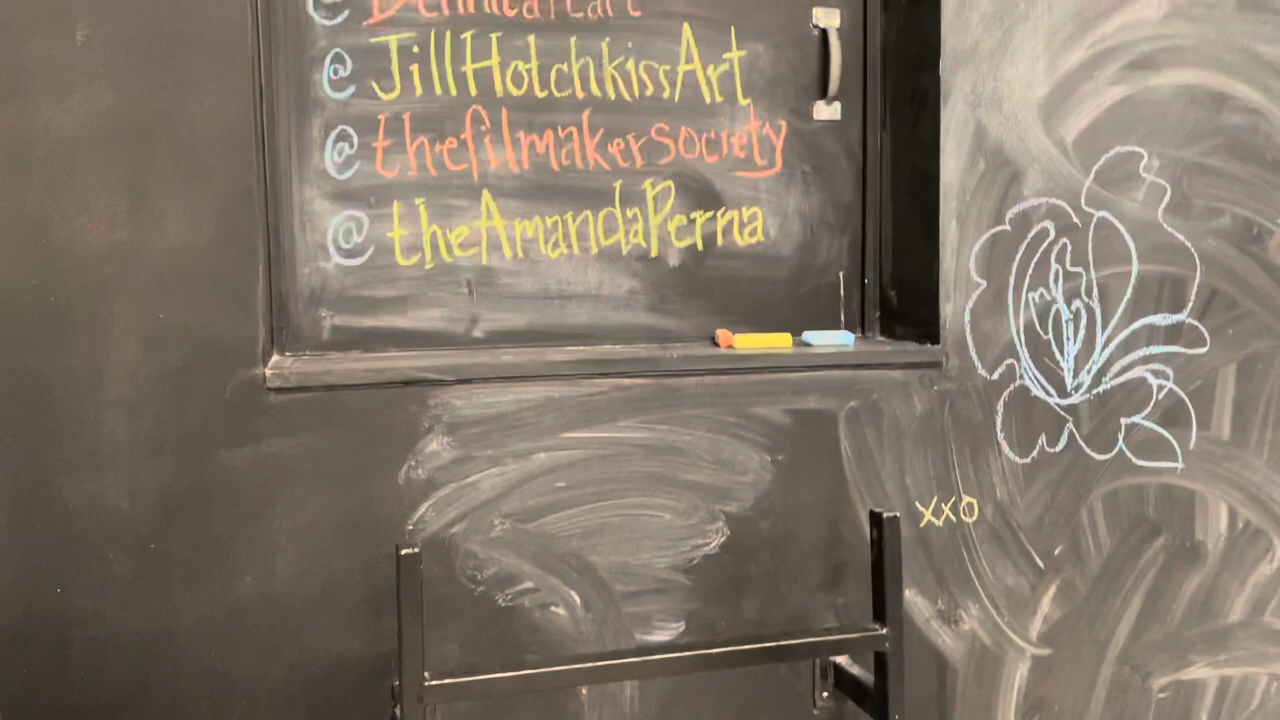 @JillHotchkissArt
@thefilmakersociety
@theAmandaPerna
xxo